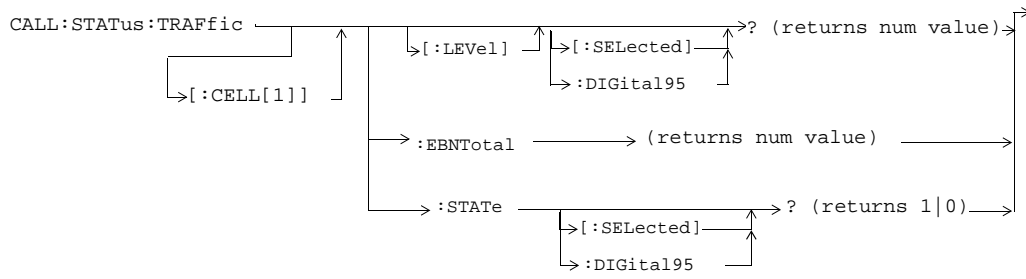 CALL:STATus:TRAFfic
[:CELL[1]]
[:LEVel]
[:SELected]
:DIGital95
? (returns num value)
:EBNTotal
(returns num value)
:STATe
[:SELected]
:DIGital95
? (returns 1|0)